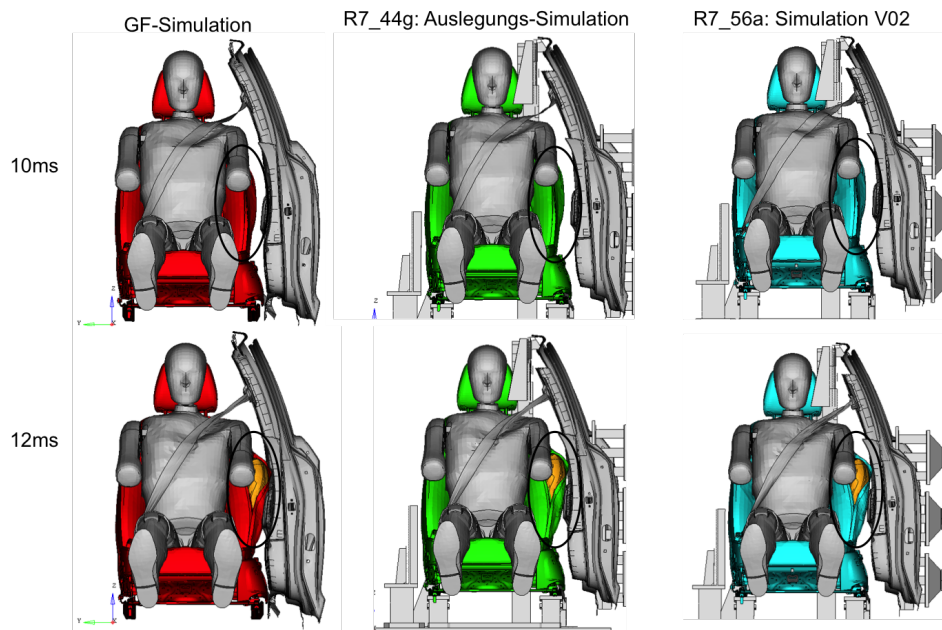 GF-Simulation
R7_44g: Auslegungs-Simulation
R7_56a: Simulation V02
10ms
Z
Y
X
Z
12ms
Z
Y
X